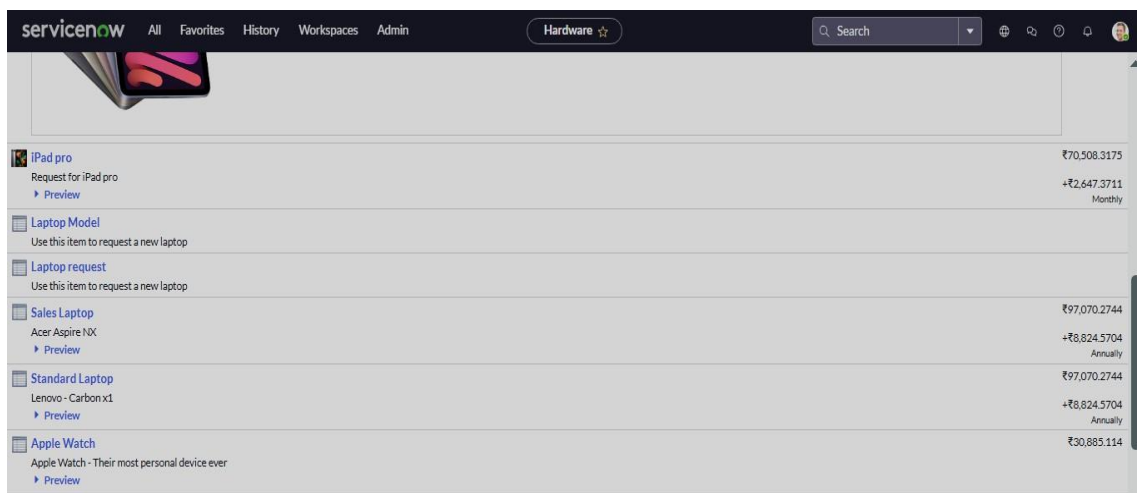 servicenow All Favorites History Workspaces Admin Hardware Search
iPad pro ₹70,508.3175
Request for iPad pro
+₹2,647.3711
Preview
Monthly
Laptop Model
Use this item to request a new laptop
Laptop request
Use this item to request a new laptop
Sales Laptop ₹97,070.2744
Acer Aspire NX
+₹8,824.5704
Preview
Annually
Standard Laptop ₹97,070.2744
Lenovo - Carbon x1
+₹8,824.5704
Preview
Annually
Apple Watch ₹30,885.114
Apple Watch - Their most personal device ever
Preview